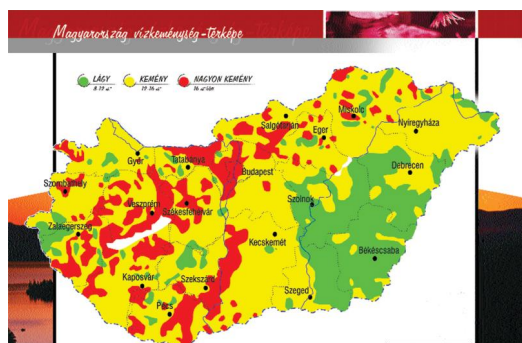 Magyarország vízkeménység-térképe
LÁGY
KEMÉNY
NAGYON KEMÉNY
Miskolc
Salgótarján
Eger
Nyíregyháza
Győr
Tatabánya
Debrecen
Budapest
Szombathely
Veszprém
Székesfehérvár
Szolnok
Zalaegerszeg
Kecskemét
Békéscsaba
Kaposvár
Szekszárd
Szeged
Pécs